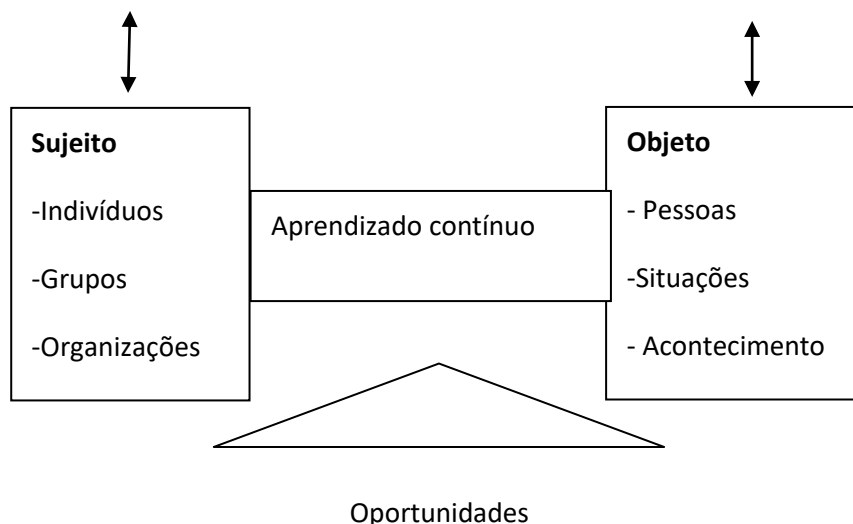 Sujeito
-Indivíduos
-Grupos
-Organizações
Aprendizado contínuo
Objeto
- Pessoas
-Situações
- Acontecimento
Oportunidades